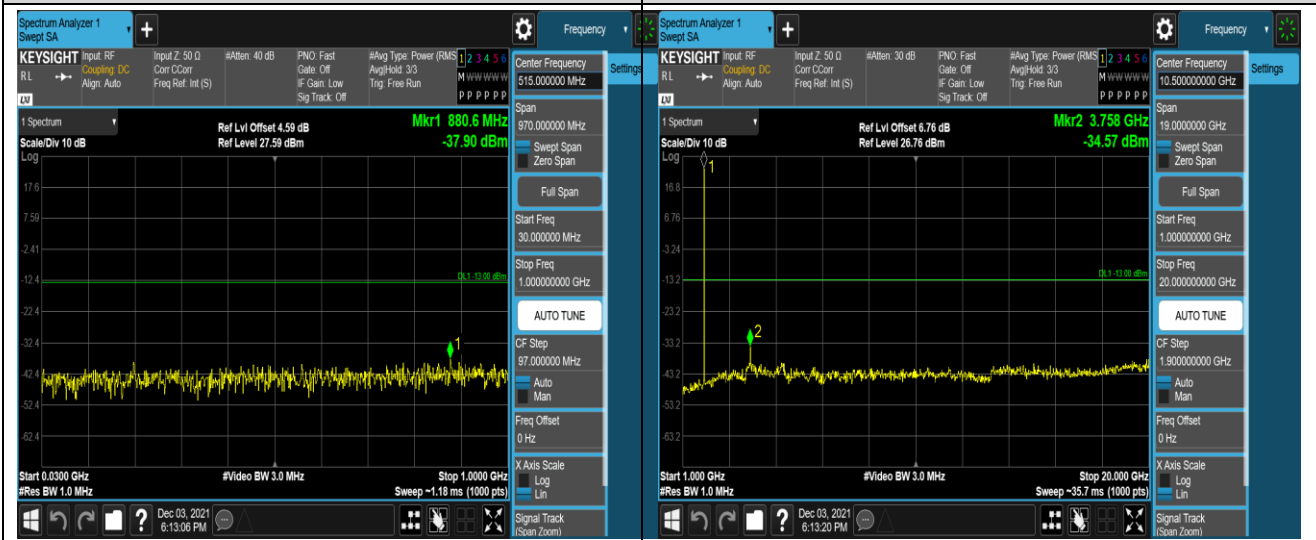 Spectrum Analyzer 1
Swept SA
+
Frequency
KEYSIGHT
RL
LXI
Input: RF
Coupling: DC
Align: Auto
Input Z: 50 Ω
Corr CCorr
Freq Ref: Int (S)
#Atten: 40 dB
PNO: Fast
Gate: Off
IF Gain: Low
Sig Track: Off
#Avg Type: Power (RMS
Avg|Hold: 3/3
Trig: Free Run
1 2 3 4 5 6
M W W W W W
P P P P P P
1 Spectrum
Scale/Div 10 dB
Log
Ref Lvl Offset 4.59 dB
Ref Level 27.59 dBm
Mkr1 880.6 MHz
-37.90 dBm
17.6
7.59
-2.41
-12.4
-22.4
-32.4
-42.4
-52.4
-62.4
DL1 -13.00 dBm
1
Start 0.0300 GHz
#Res BW 1.0 MHz
#Video BW 3.0 MHz
Stop 1.0000 GHz
Sweep ~1.18 ms (1000 pts)
Center Frequency
515.000000 MHz
Settings
Span
970.000000 MHz
Swept Span
Zero Span
Full Span
Start Freq
30.000000 MHz
Stop Freq
1.000000000 GHz
AUTO TUNE
CF Step
97.000000 MHz
Auto
Man
Freq Offset
0 Hz
X Axis Scale
Log
Lin
Signal Track
(Span Zoom)
?
Dec 03, 2021
6:13:06 PM
Spectrum Analyzer 1
Swept SA
+
Frequency
KEYSIGHT
RL
LXI
Input: RF
Coupling: DC
Align: Auto
Input Z: 50 Ω
Corr CCorr
Freq Ref: Int (S)
#Atten: 30 dB
PNO: Fast
Gate: Off
IF Gain: Low
Sig Track: Off
#Avg Type: Power (RMS
Avg|Hold: 3/3
Trig: Free Run
1 2 3 4 5 6
M W W W W W
P P P P P P
1 Spectrum
Scale/Div 10 dB
Log
Ref Lvl Offset 6.76 dB
Ref Level 26.76 dBm
Mkr2 3.758 GHz
-34.57 dBm
1
16.8
6.76
-3.24
-13.2
-23.2
-33.2
-43.2
-53.2
-63.2
DL1 -13.00 dBm
2
Start 1.000 GHz
#Res BW 1.0 MHz
#Video BW 3.0 MHz
Stop 20.000 GHz
Sweep ~35.7 ms (1000 pts)
Center Frequency
10.500000000 GHz
Settings
Span
19.0000000 GHz
Swept Span
Zero Span
Full Span
Start Freq
1.000000000 GHz
Stop Freq
20.000000000 GHz
AUTO TUNE
CF Step
1.900000000 GHz
Auto
Man
Freq Offset
0 Hz
X Axis Scale
Log
Lin
Signal Track
(Span Zoom)
?
Dec 03, 2021
6:13:20 PM